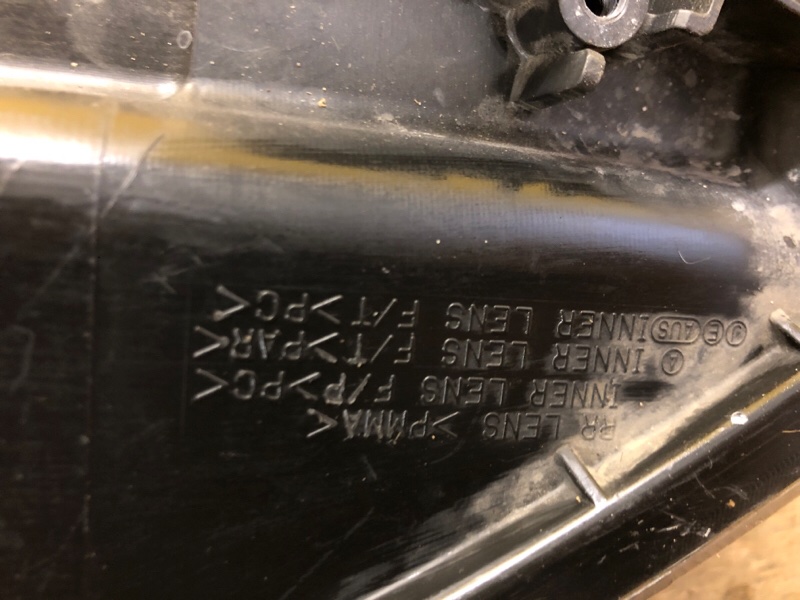 RR LENS >PMMA<
INNER LENS F/P>PC<
Ⓐ INNER LENS F/T>PAR<
Ⓔ AUS INNER LENS F/T>PC<